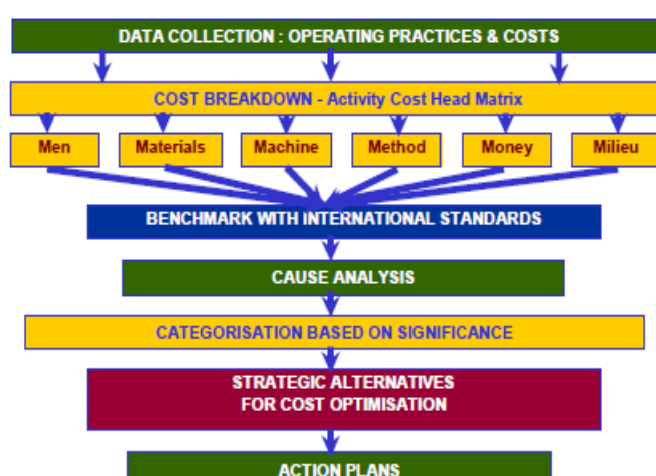 DATA COLLECTION : OPERATING PRACTICES & COSTS
COST BREAKDOWN - Activity Cost Head Matrix
Men Materials Machine Method Money Milieu
BENCHMARK WITH INTERNATIONAL STANDARDS
CAUSE ANALYSIS
CATEGORISATION BASED ON SIGNIFICANCE
STRATEGIC ALTERNATIVES
FOR COST OPTIMISATION
ACTION PLANS